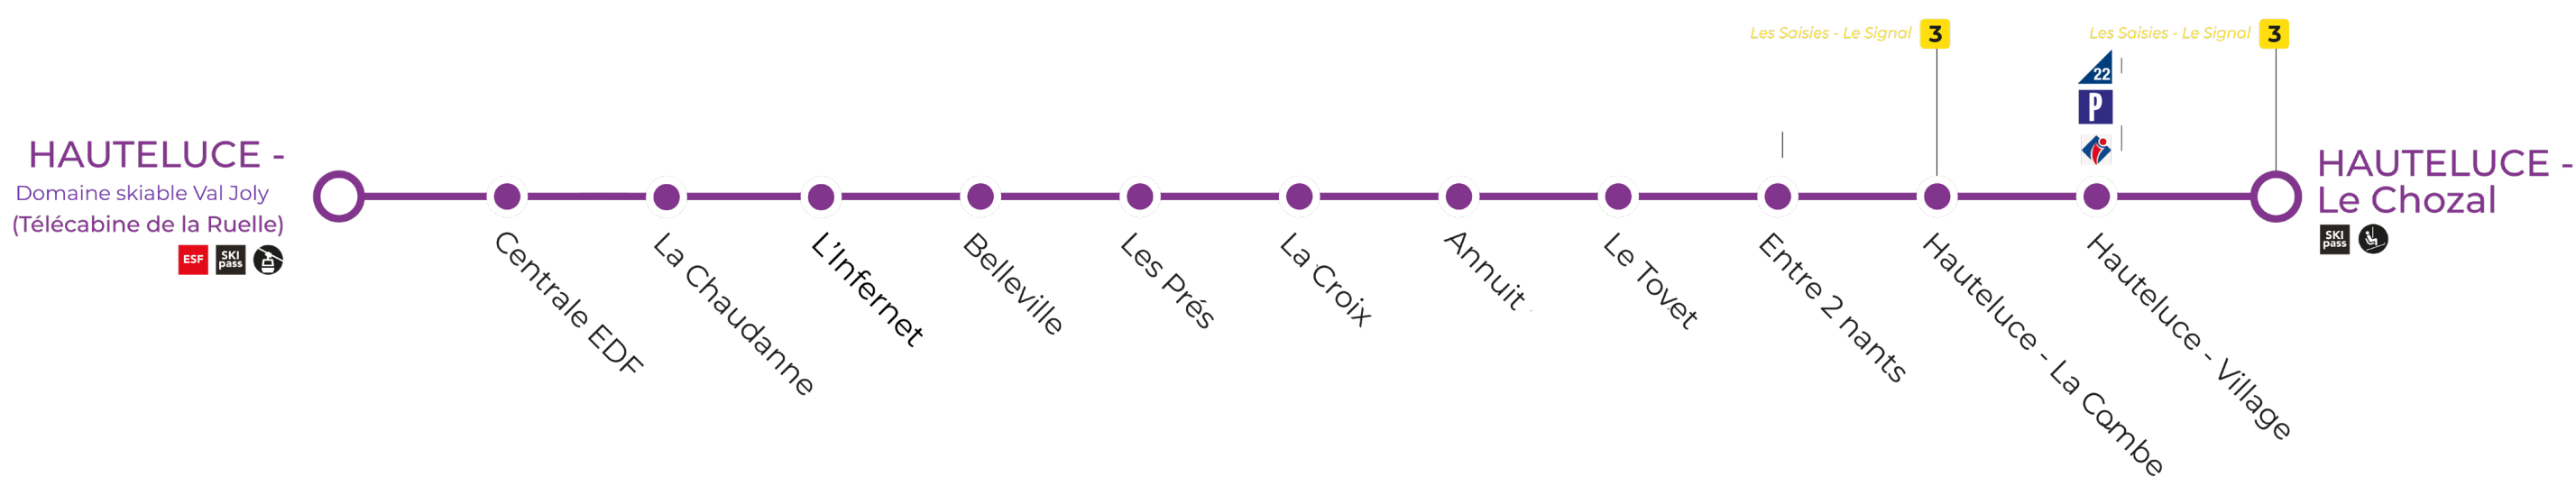 Les Saisies - Le Signal 3
Les Saisies - Le Signal 3
22
P
HAUTELUCE -
Domaine skiable Val Joly
(Télécabine de la Ruelle)
ESF
SKI
pass
Centrale EDF
La Chaudanne
L'Infernet
Belleville
Les Prés
La Croix
Annuit
Le Tovet
Entre 2 nants
Hauteluce - La Combe
Hauteluce - Village
HAUTELUCE -
Le Chozal
SKI
pass